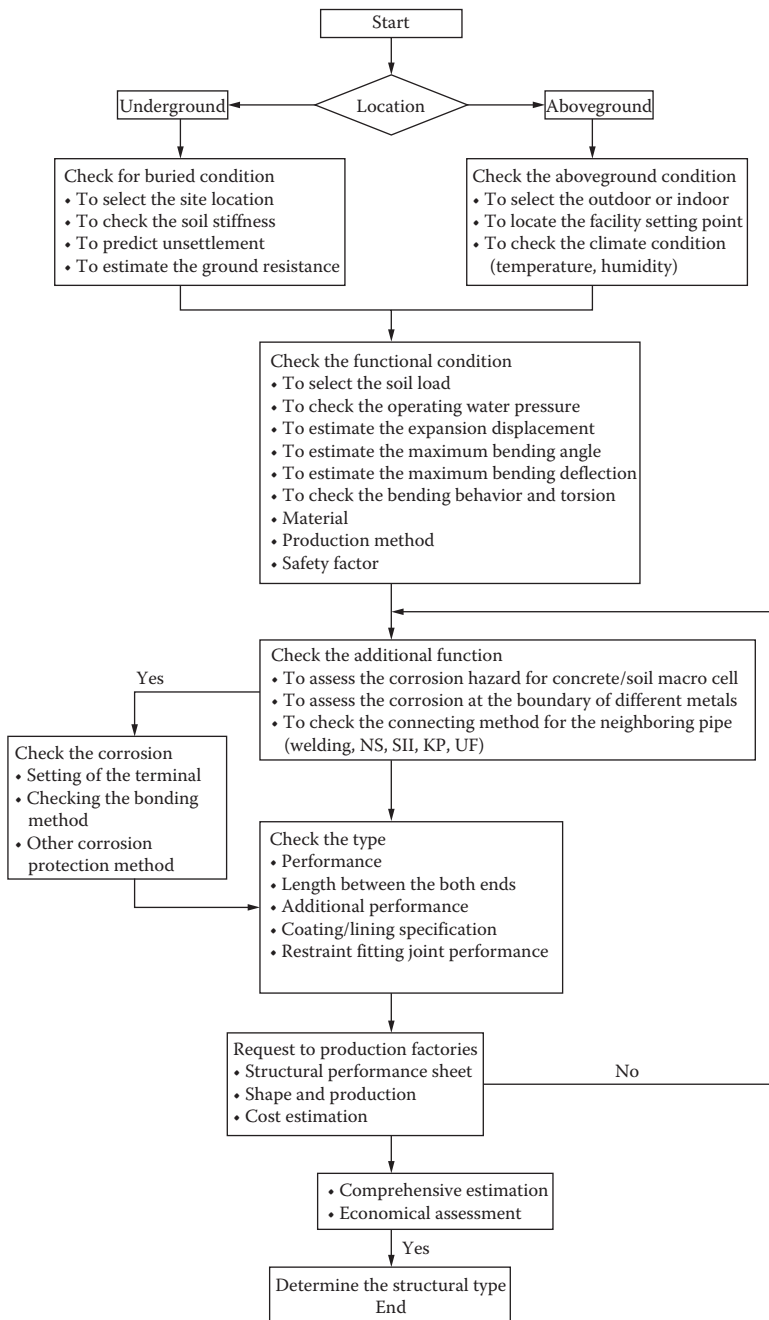 Start
Location
Underground
Aboveground
Check for buried condition
• To select the site location
• To check the soil stiffness
• To predict unsettlement
• To estimate the ground resistance
Check the aboveground condition
• To select the outdoor or indoor
• To locate the facility setting point
• To check the climate condition
(temperature, humidity)
Check the functional condition
• To select the soil load
• To check the operating water pressure
• To estimate the expansion displacement
• To estimate the maximum bending angle
• To estimate the maximum bending deflection
• To check the bending behavior and torsion
• Material
• Production method
• Safety factor
Check the additional function
• To assess the corrosion hazard for concrete/soil macro cell
• To assess the corrosion at the boundary of different metals
• To check the connecting method for the neighboring pipe
(welding, NS, SII, KP, UF)
Yes
Check the corrosion
• Setting of the terminal
• Checking the bonding
method
• Other corrosion
protection method
Check the type
• Performance
• Length between the both ends
• Additional performance
• Coating/lining specification
• Restraint fitting joint performance
Request to production factories
• Structural performance sheet
• Shape and production
• Cost estimation
No
• Comprehensive estimation
• Economical assessment
Yes
Determine the structural type
End